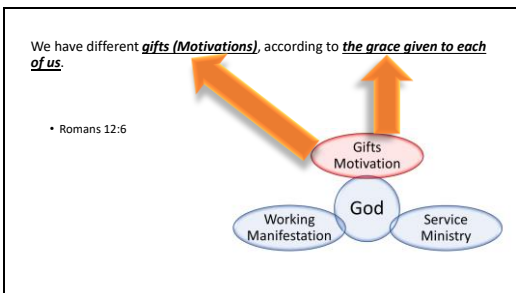 We have different gifts (Motivations), according to the grace given to each
of us.
• Romans 12:6
Gifts
Motivation
God
Working
Manifestation
Service
Ministry